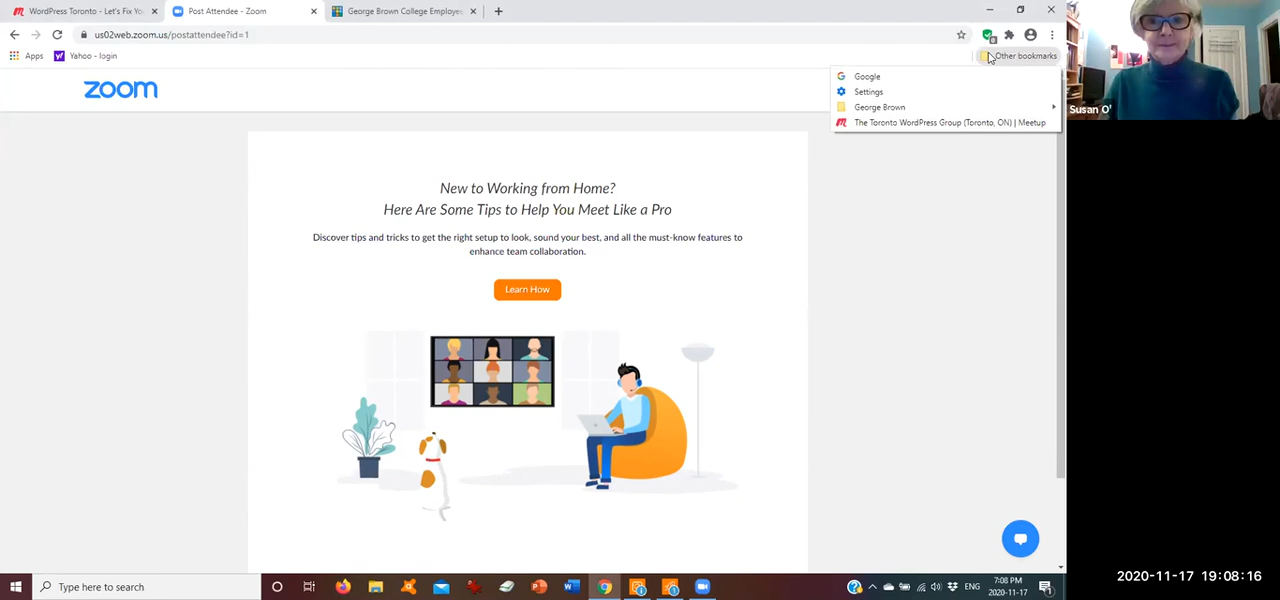 WordPress Toronto - Let's Fix Yo
Post Attendee - Zoom
George Brown College Employee
us02web.zoom.us/postattendee?id=1
Apps
Yahoo - login
Other bookmarks
zoom
Google
Settings
George Brown
The Toronto WordPress Group (Toronto, ON) | Meetup
Susan O'
New to Working from Home?
Here Are Some Tips to Help You Meet Like a Pro
Discover tips and tricks to get the right setup to look, sound your best, and all the must-know features to
enhance team collaboration.
Learn How
Type here to search
ENG
7:08 PM
2020-11-17
2020-11-17 19:08:16